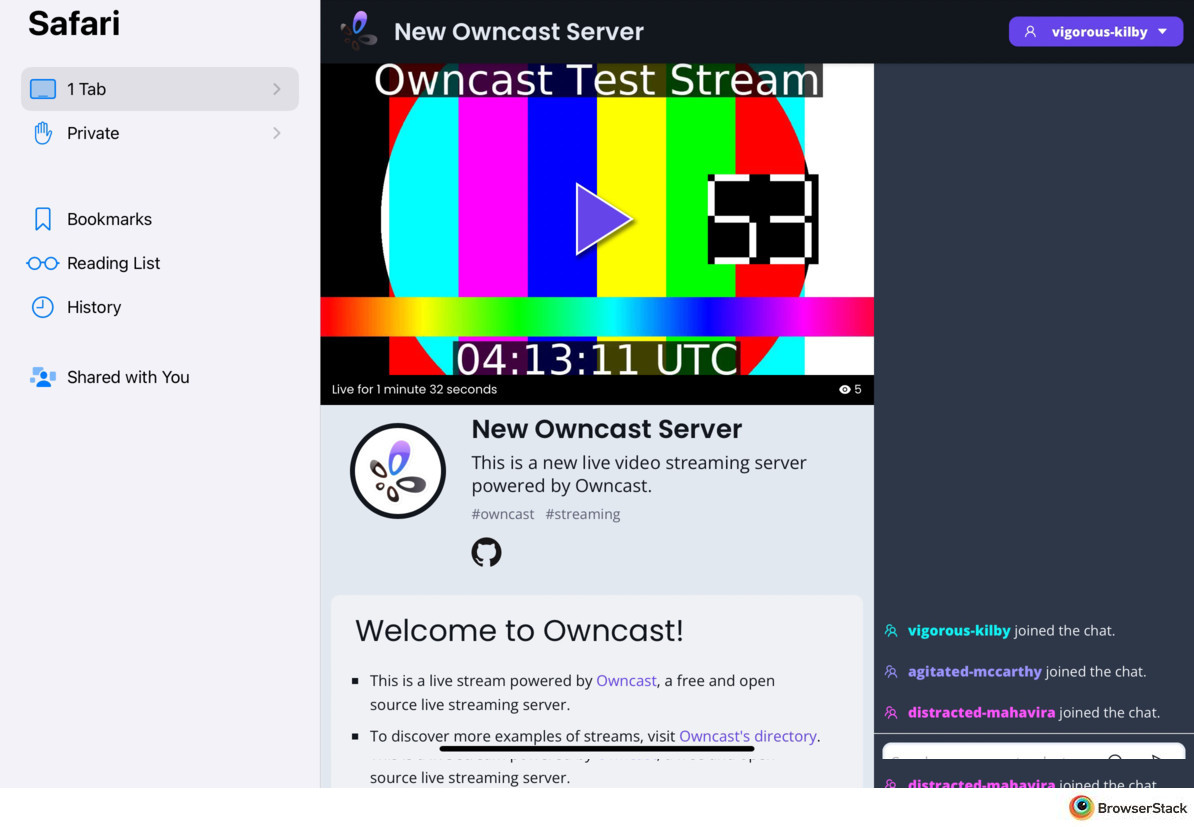 Safari
1 Tab
Private
Bookmarks
Reading List
History
Shared with You
New Owncast Server
vigorous-kilby
Owncast Test Stream
04:13:11 UTC
Live for 1 minute 32 seconds
5
New Owncast Server
This is a new live video streaming server
powered by Owncast.
#owncast #streaming
Welcome to Owncast!
This is a live stream powered by Owncast, a free and open
source live streaming server.
To discover more examples of streams, visit Owncast's directory.
source live streaming server.
vigorous-kilby joined the chat.
agitated-mccarthy joined the chat.
distracted-mahavira joined the chat.
distracted-mahavira joined the chat.
BrowserStack